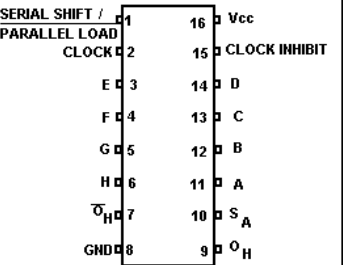 SERIAL SHIFT / 1 16 Vcc
PARALLEL LOAD
CLOCK 2 15 CLOCK INHIBIT
E 3 14 D
F 4 13 C
G 5 12 B
H 6 11 A
O̅H 7 10 SA
GND 8 9 OH